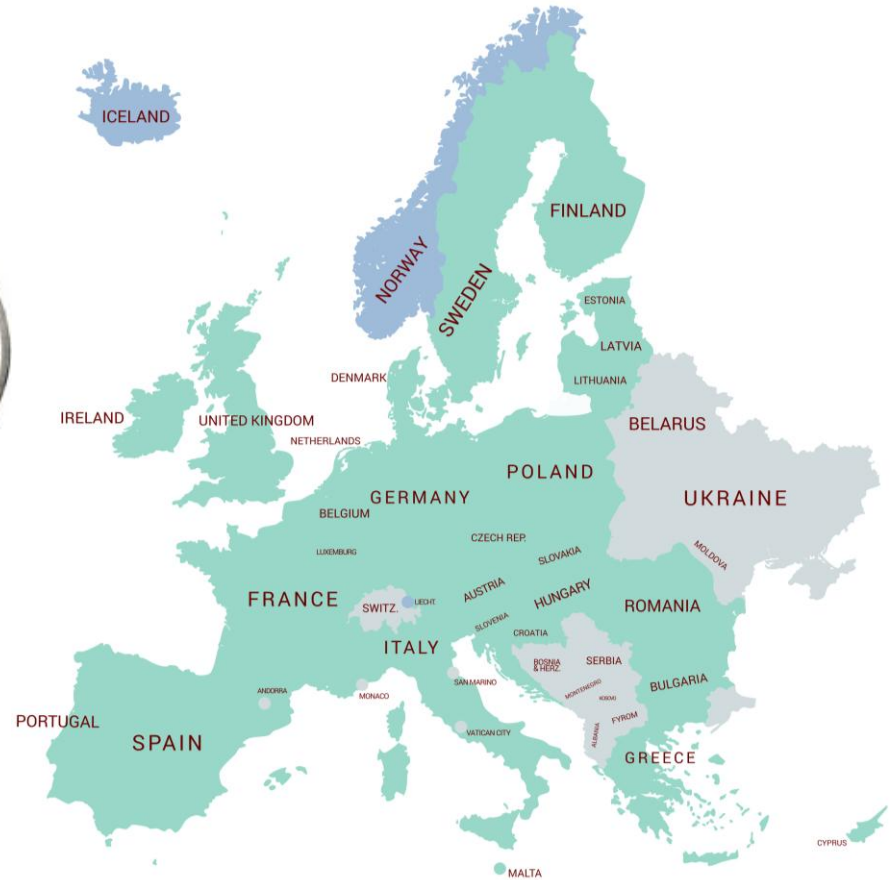 ICELAND
FINLAND
NORWAY
SWEDEN
ESTONIA
LATVIA
DENMARK
LITHUANIA
IRELAND
UNITED KINGDOM
BELARUS
NETHERLANDS
POLAND
GERMANY
UKRAINE
BELGIUM
CZECH REP.
LUXEMBURG
SLOVAKIA
MOLDOVA
AUSTRIA
HUNGARY
FRANCE
SWITZ.
LIECHT.
ROMANIA
SLOVENIA
CROATIA
ITALY
BOSNIA
& HERZ.
SERBIA
SAN MARINO
MONTENEGRO
BULGARIA
ANDORRA
MONACO
KOSOVO
PORTUGAL
FYROM
SPAIN
VATICAN CITY
ALBANIA
GREECE
CYPRUS
MALTA